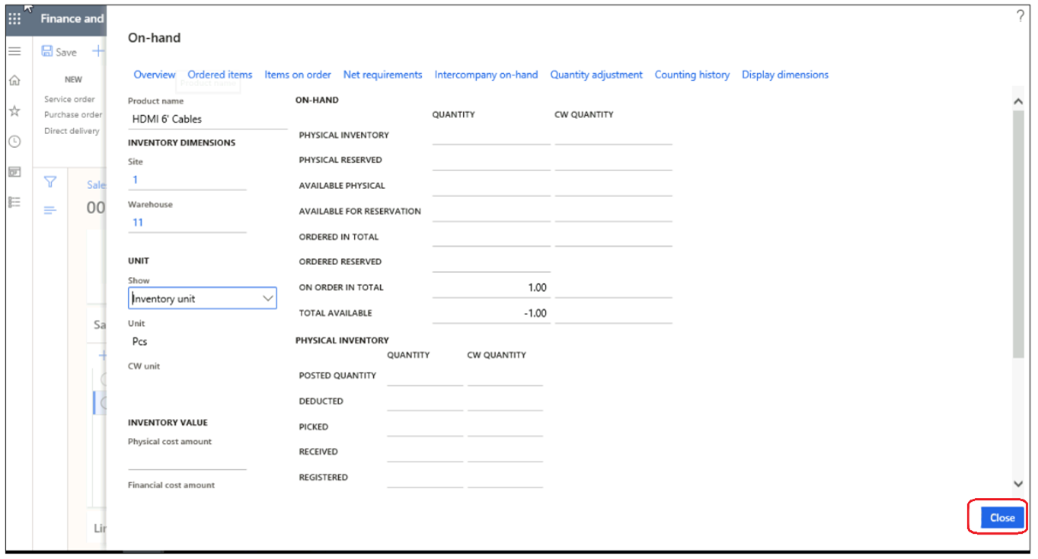 Finance and
?
On-hand
Save
Overview Ordered items Items on order Net requirements Intercompany on-hand Quantity adjustment Counting history Display dimensions
NEW
Service order
Purchase order
Direct delivery
Product name
HDMI 6' Cables
INVENTORY DIMENSIONS
Site
1
Warehouse
11
UNIT
Show
Inventory unit
Unit
Pcs
CW unit
INVENTORY VALUE
Physical cost amount
Financial cost amount
ON-HAND
QUANTITY CW QUANTITY
PHYSICAL INVENTORY
PHYSICAL RESERVED
AVAILABLE PHYSICAL
AVAILABLE FOR RESERVATION
ORDERED IN TOTAL
ORDERED RESERVED
ON ORDER IN TOTAL 1.00
TOTAL AVAILABLE -1.00
PHYSICAL INVENTORY
QUANTITY CW QUANTITY
POSTED QUANTITY
DEDUCTED
PICKED
RECEIVED
REGISTERED
Sale
00
Sa
Lir
Close